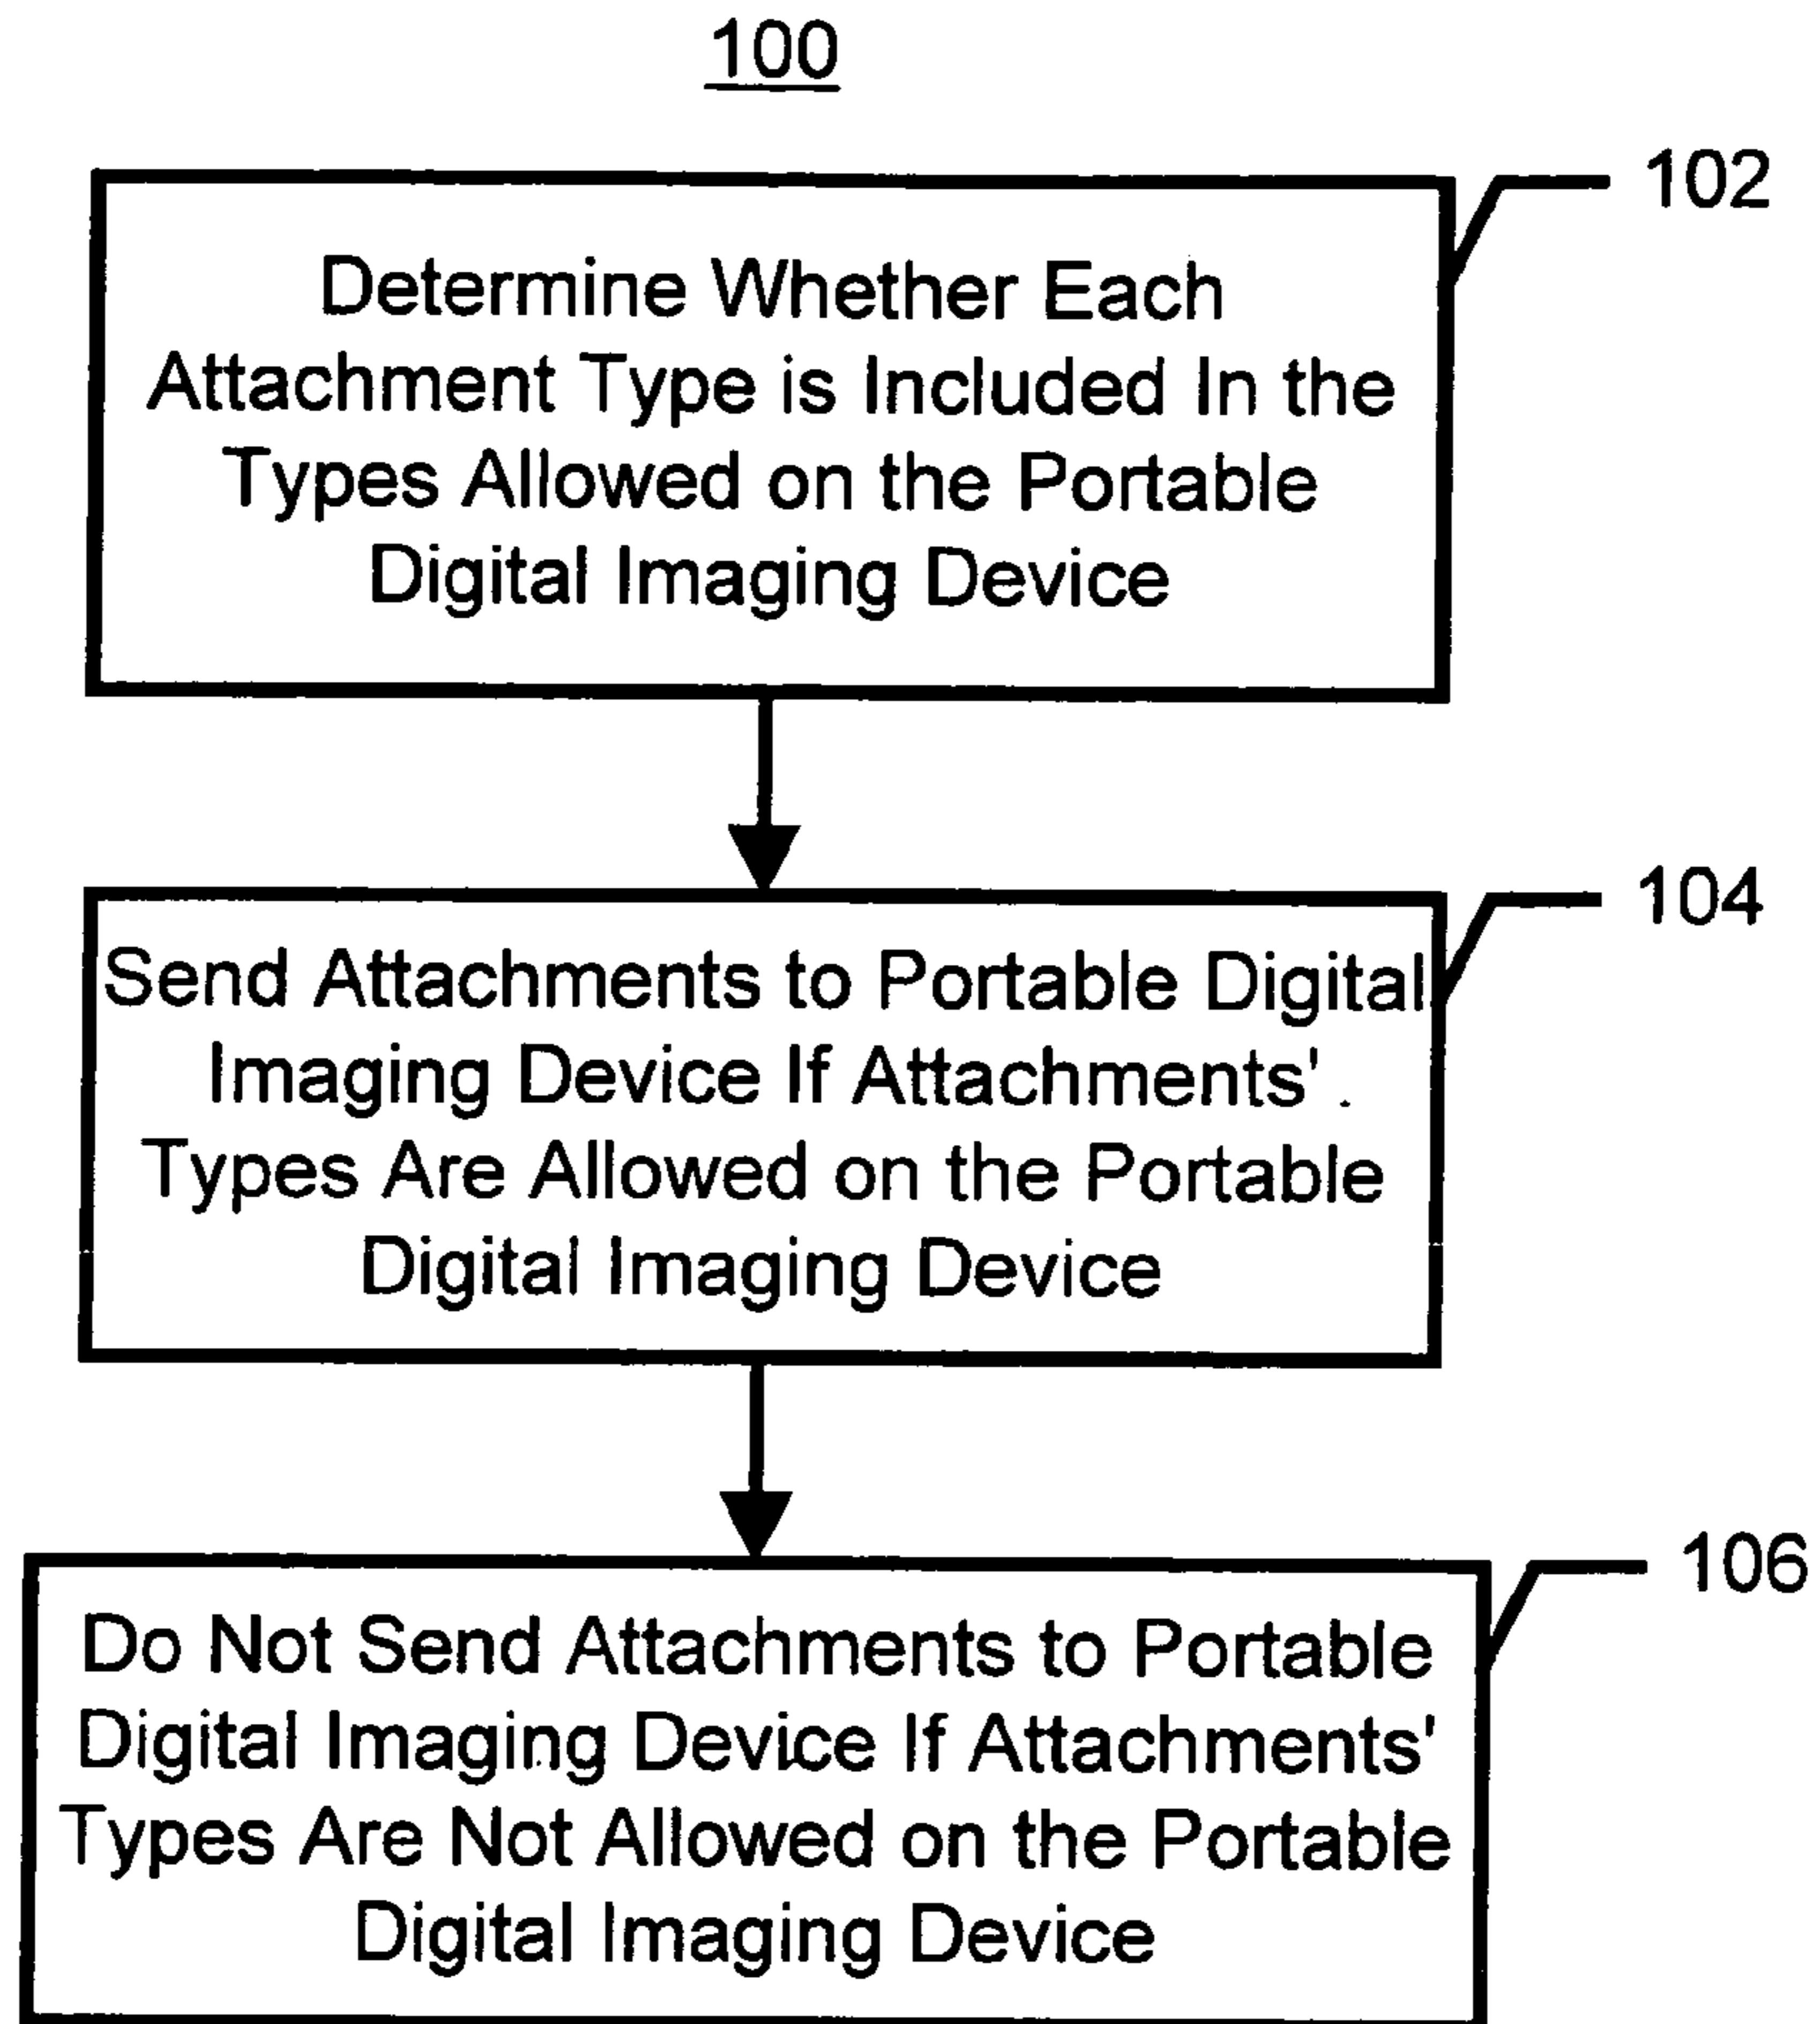 100
102
Determine Whether Each
Attachment Type is Included In the
Types Allowed on the Portable
Digital Imaging Device
104
Send Attachments to Portable Digital
Imaging Device If Attachments'
Types Are Allowed on the Portable
Digital Imaging Device
106
Do Not Send Attachments to Portable
Digital Imaging Device If Attachments'
Types Are Not Allowed on the Portable
Digital Imaging Device